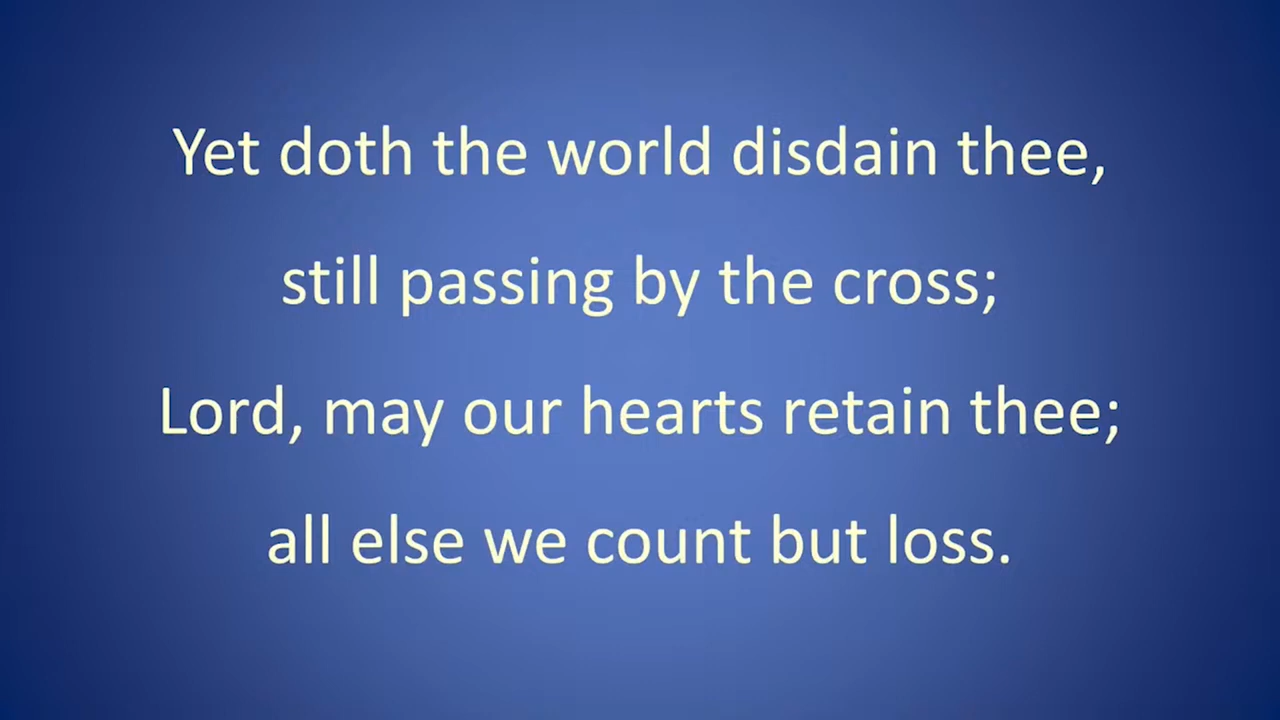 Yet doth the world disdain thee,
still passing by the cross;
Lord, may our hearts retain thee;
all else we count but loss.